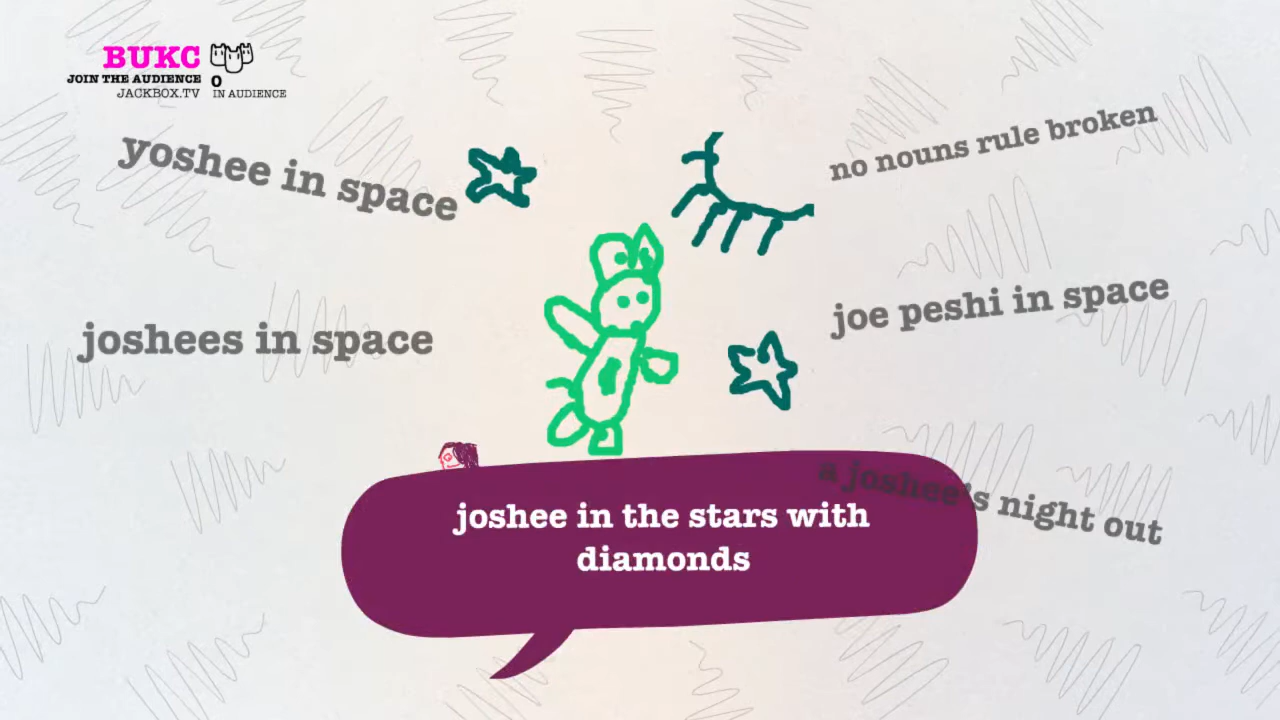 BUKC
JOIN THE AUDIENCE
JACKBOX.TV
0
IN AUDIENCE
yoshee in space
no nouns rule broken
joshees in space
joe peshi in space
a joshee's night out
joshee in the stars with
diamonds